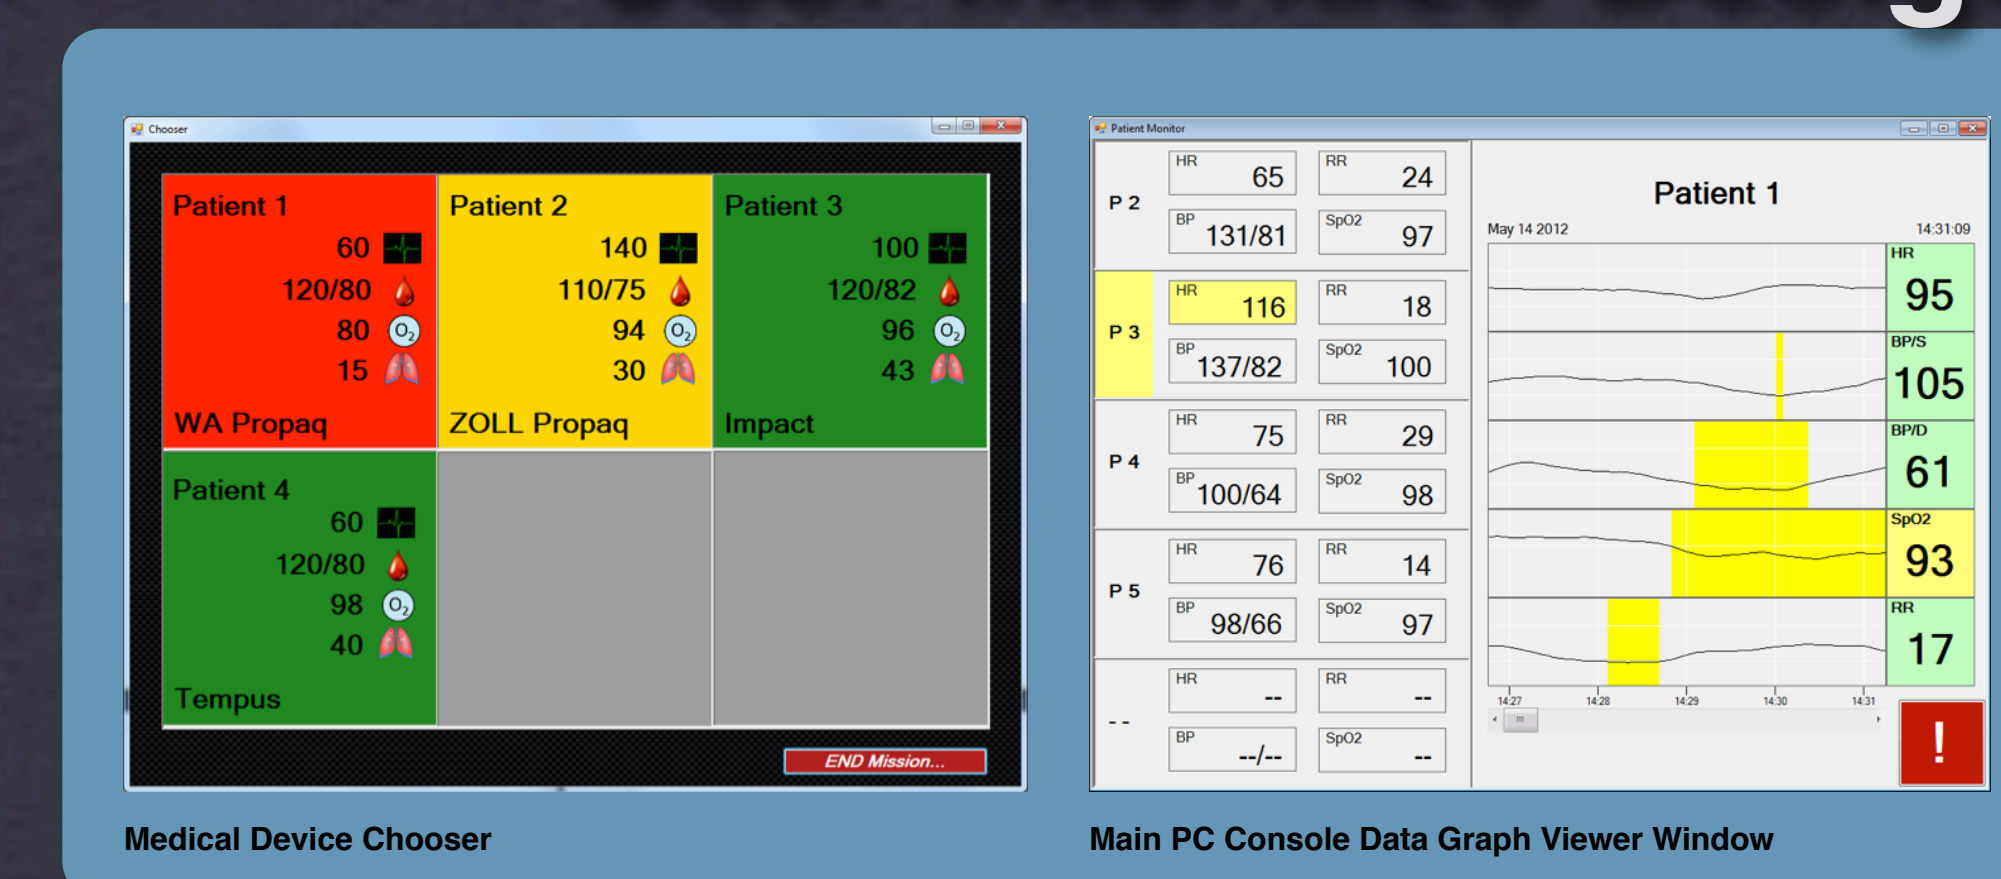 Chooser
Patient 1
60
120/80
80 O2
15
WA Propaq
Patient 2
140
110/75
94 O2
30
ZOLL Propaq
Patient 3
100
120/82
96 O2
43
Impact
Patient 4
60
120/80
98 O2
40
Tempus
END Mission...
Medical Device Chooser
Patient Monitor
P 2
HR 65
RR 24
BP 131/81
SpO2 97
P 3
HR 116
RR 18
BP 137/82
SpO2 100
P 4
HR 75
RR 29
BP 100/64
SpO2 98
P 5
HR 76
RR 14
BP 98/66
SpO2 97
- -
HR --
RR --
BP --/--
SpO2 --
Patient 1
May 14 2012 14:31:09
HR
95
BP/S
105
BP/D
61
SpO2
93
RR
17
14:27 14:28 14:29 14:30 14:31
!
Main PC Console Data Graph Viewer Window